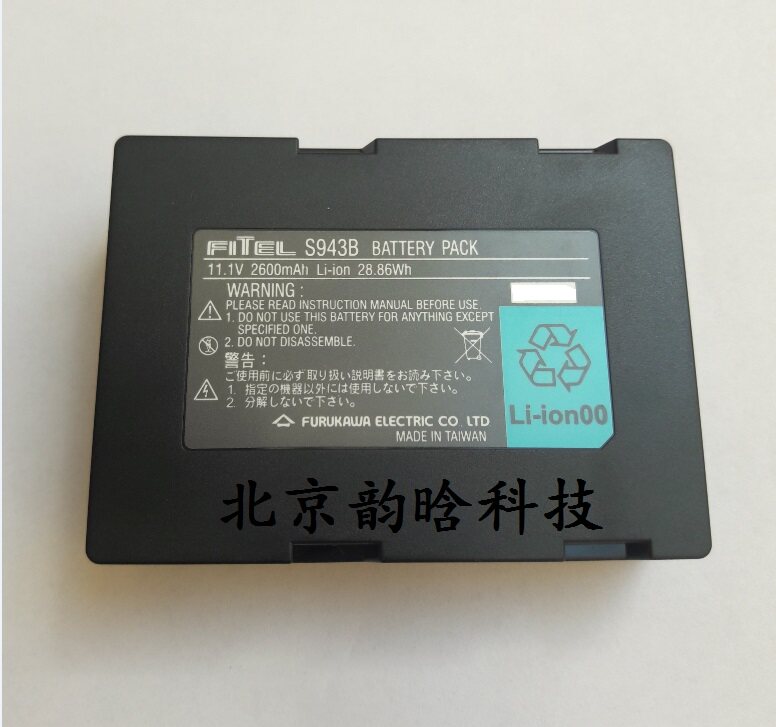 FITEL S943B BATTERY PACK
11.1V 2600mAh Li-ion 28.86Wh
WARNING :
PLEASE READ INSTRUCTION MANUAL BEFORE USE.
1. DO NOT USE THIS BATTERY FOR ANYTHING EXCEPT
SPECIFIED ONE.
2. DO NOT DISASSEMBLE.
警告：
ご使用前に必ず取り扱い説明書をお読み下さい。
1. 指定の機器以外には使用しないで下さい。
2. 分解しないで下さい。
FURUKAWA ELECTRIC CO LTD
MADE IN TAIWAN
Li-ion00
北京韵晗科技